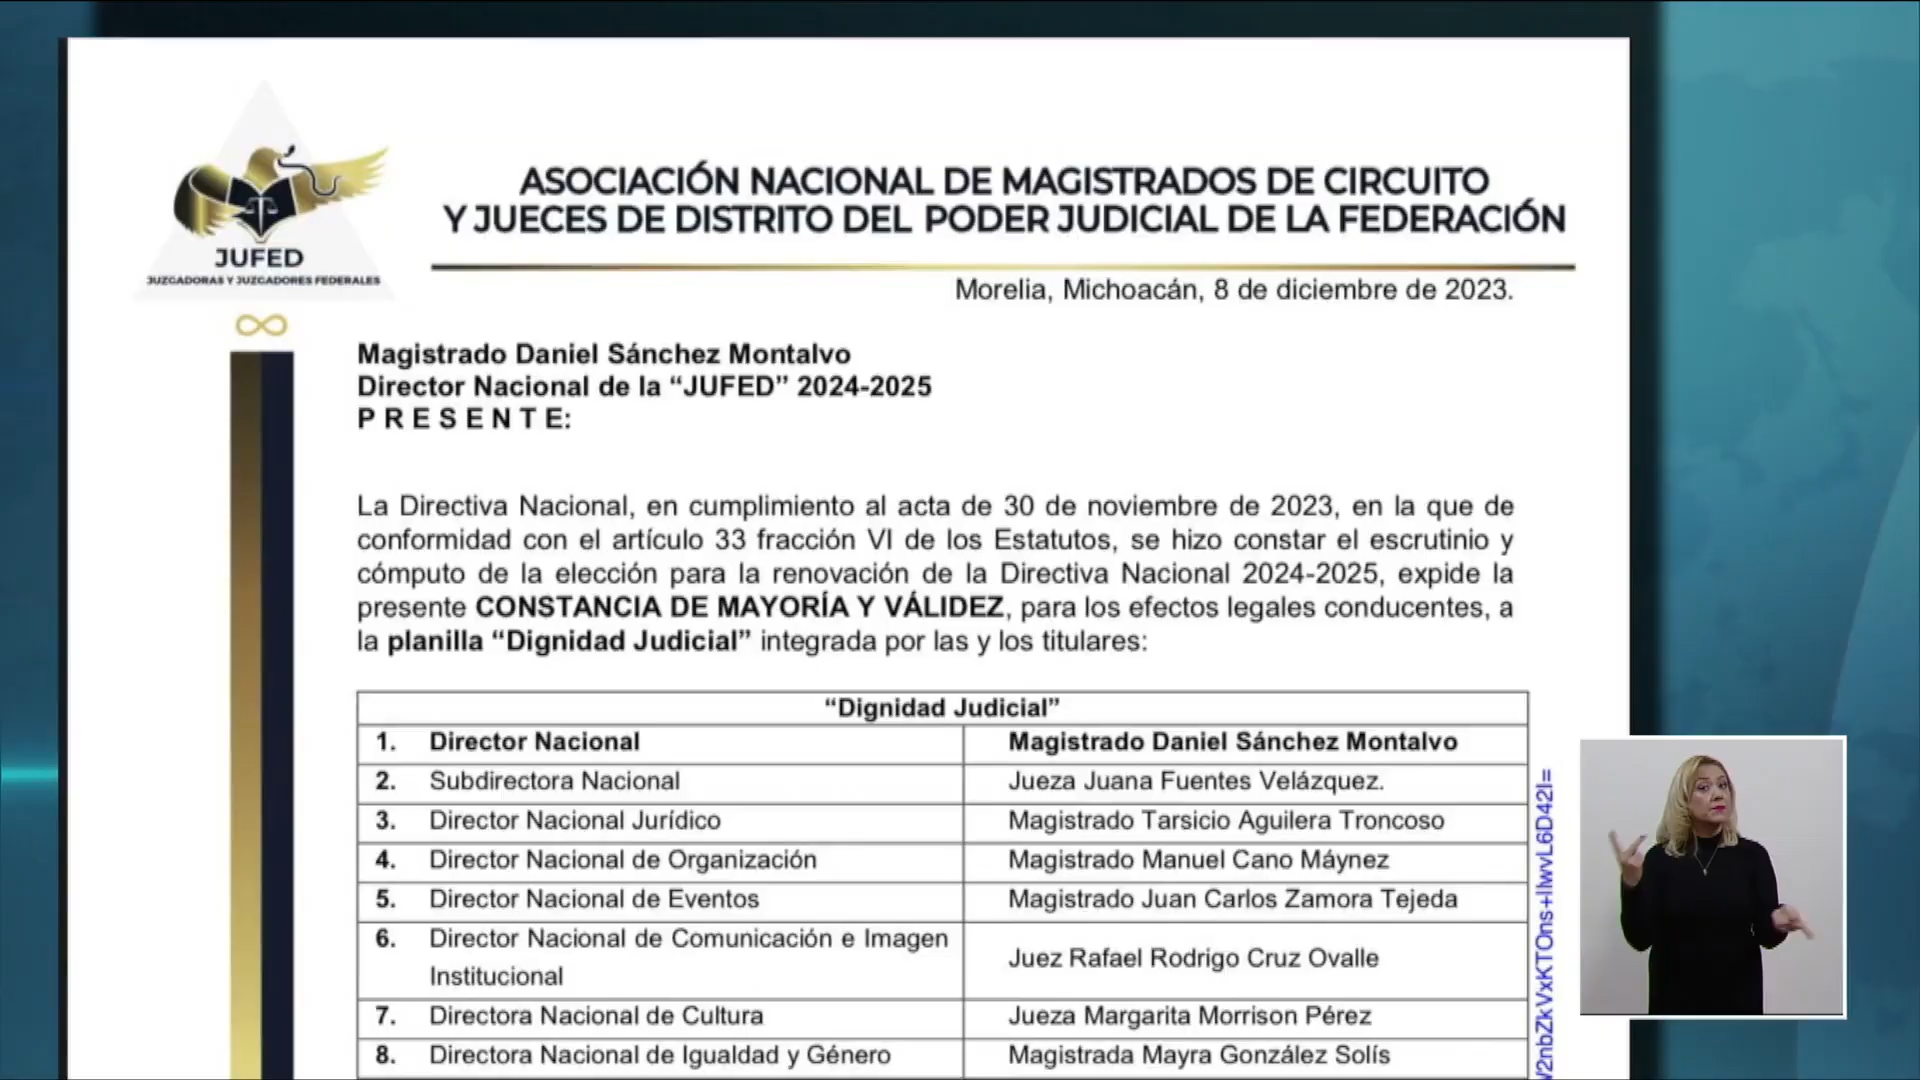 JUFED
JUZGADORAS Y JUZGADORES FEDERALES
ASOCIACIÓN NACIONAL DE MAGISTRADOS DE CIRCUITO
Y JUECES DE DISTRITO DEL PODER JUDICIAL DE LA FEDERACIÓN
Morelia, Michoacán, 8 de diciembre de 2023.
Magistrado Daniel Sánchez Montalvo
Director Nacional de la “JUFED” 2024-2025
P R E S E N T E:
La Directiva Nacional, en cumplimiento al acta de 30 de noviembre de 2023, en la que de
conformidad con el artículo 33 fracción VI de los Estatutos, se hizo constar el escrutinio y
cómputo de la elección para la renovación de la Directiva Nacional 2024-2025, expide la
presente CONSTANCIA DE MAYORÍA Y VÁLIDEZ, para los efectos legales conducentes, a
la planilla “Dignidad Judicial” integrada por las y los titulares:
“Dignidad Judicial”
1. Director Nacional Magistrado Daniel Sánchez Montalvo
2. Subdirectora Nacional Jueza Juana Fuentes Velázquez.
3. Director Nacional Jurídico Magistrado Tarsicio Aguilera Troncoso
4. Director Nacional de Organización Magistrado Manuel Cano Máynez
5. Director Nacional de Eventos Magistrado Juan Carlos Zamora Tejeda
6. Director Nacional de Comunicación e Imagen
Institucional Juez Rafael Rodrigo Cruz Ovalle
7. Directora Nacional de Cultura Jueza Margarita Morrison Pérez
8. Directora Nacional de Igualdad y Género Magistrada Mayra González Solís